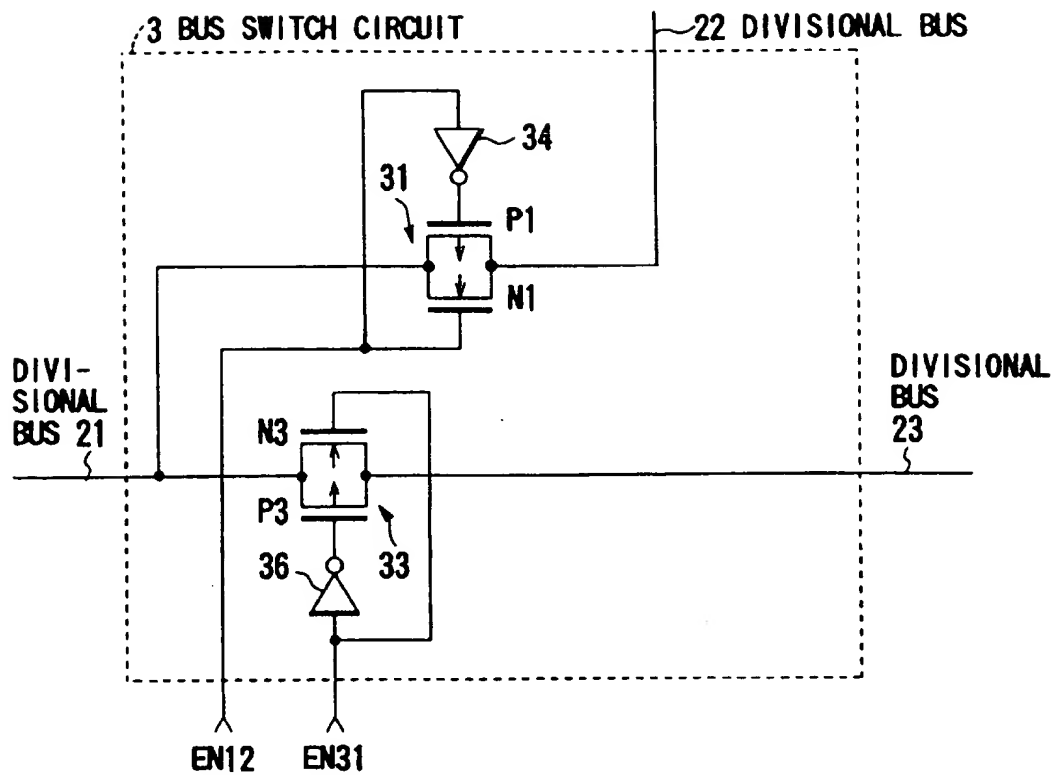 3 BUS SWITCH CIRCUIT
22 DIVISIONAL BUS
34
31
P1
N1
DIVI-
SIONAL
BUS 21
DIVISIONAL
BUS
23
N3
P3
36
33
EN12
EN31